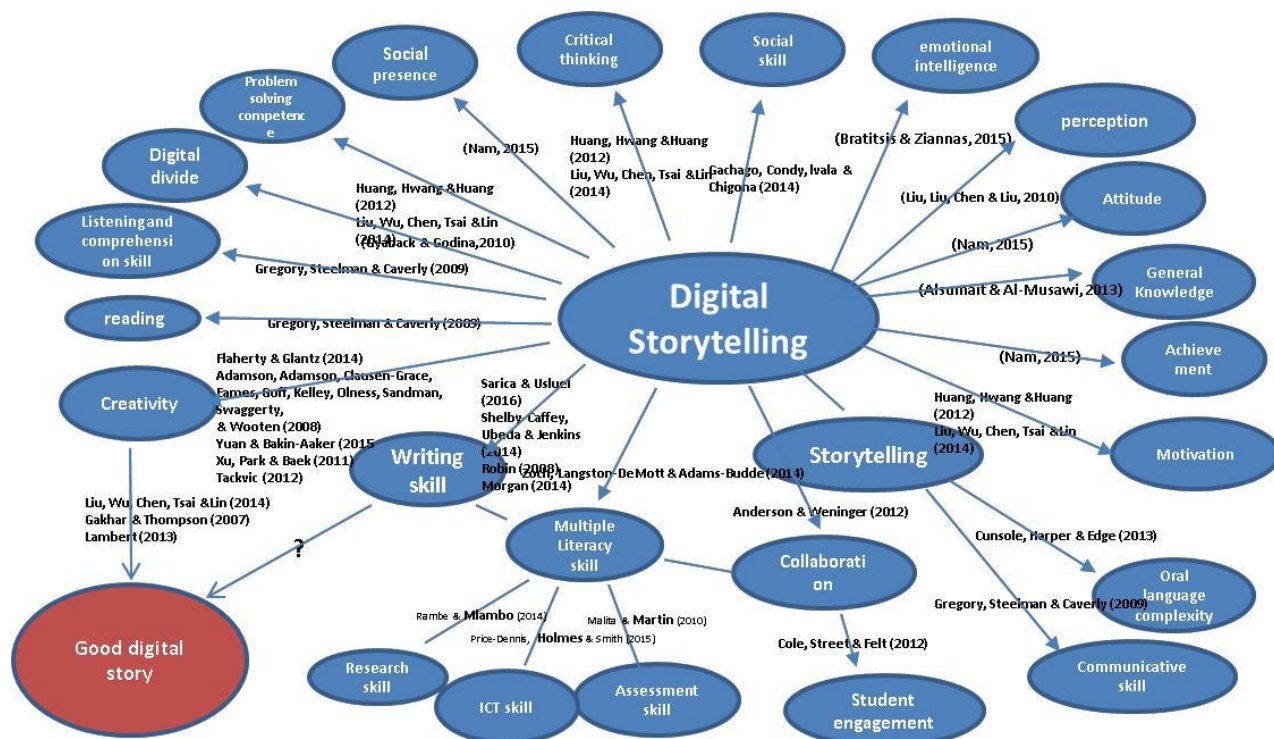 Social
presence
Critical
thinking
Social
skill
emotional
intelligence
Problem
solving
competenc
e
perception
Digital
divide
Attitude
Listening and
comprehensi
on skill
General
Knowledge
reading
Achieve
ment
Creativity
Motivation
Digital
Storytelling
(Nam, 2015)
Huang, Hwang &Huang
(2012)
Liu, Wu, Chen, Tsai &Lin
(2014)
Gachago, Condy, Ivala &
Chigona (2014)
(Bratitsis & Ziannas, 2015)
(Liu, Liu, Chen & Liu, 2010)
(Nam, 2015)
(Alsumait & Al-Musawi, 2013)
(Nam, 2015)
Huang, Hwang &Huang
(2012)
Liu, Wu, Chen, Tsai &Lin
(2014)
Huang, Hwang &Huang
(2012)
Liu, Wu, Chen, Tsai &Lin
(2014)
& Godina,2010)
Gregory, Steelman & Caverly (2009)
Gregory, Steelman & Caverly (2009)
Flaherty & Glantz (2014)
Adamson, Adamson, Clausen-Grace,
Eames, Goff, Kelley, Olness, Sandman,
Swaggerty,
& Wooten (2008)
Yuan & Bakin-Aaker (2015
Xu, Park & Baek (2011)
Tackvic (2012)
Sarica & Usluel
(2016)
Shelby-Caffey,
Ubeda & Jenkins
(2014)
Robin (2008)
Morgan (2014)
Zoch, Langston-DeMott & Adams-Budde (2014)
Writing
skill
Storytelling
Liu, Wu, Chen, Tsai &Lin (2014)
Gakhar & Thompson (2007)
Lambert (2013)
?
Anderson & Weninger (2012)
Cunsole, Harper & Edge (2013)
Multiple
Literacy
skill
Collaborati
on
Oral
language
complexity
Gregory, Steelman & Caverly (2009)
Rambe & Mlambo (2014)
Malita & Martin (2010)
Price-Dennis, Holmes & Smith (2015)
Cole, Street & Felt (2012)
Good digital
story
Research
skill
ICT skill
Assessment
skill
Student
engagement
Communicative
skill